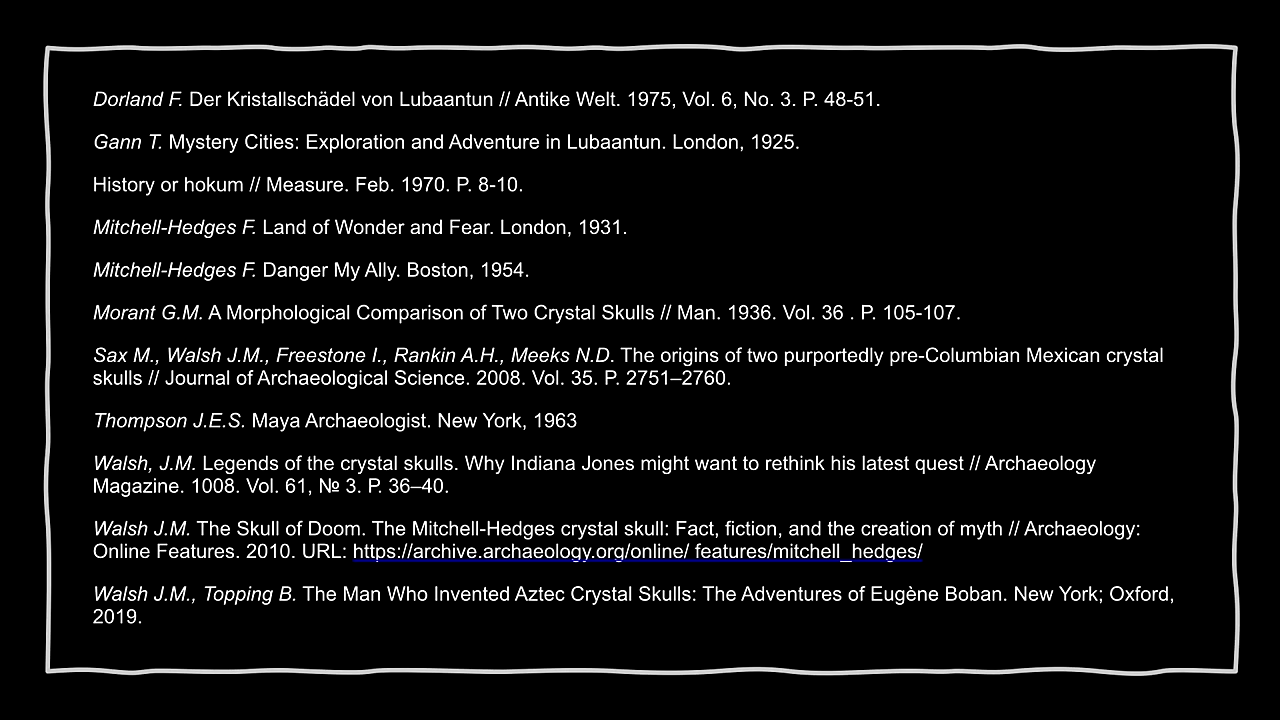 Dorland F. Der Kristallschädel von Lubaantun // Antike Welt. 1975, Vol. 6, No. 3. P. 48-51.
Gann T. Mystery Cities: Exploration and Adventure in Lubaantun. London, 1925.
History or hokum // Measure. Feb. 1970. P. 8-10.
Mitchell-Hedges F. Land of Wonder and Fear. London, 1931.
Mitchell-Hedges F. Danger My Ally. Boston, 1954.
Morant G.M. A Morphological Comparison of Two Crystal Skulls // Man. 1936. Vol. 36 . P. 105-107.
Sax M., Walsh J.M., Freestone I., Rankin A.H., Meeks N.D. The origins of two purportedly pre-Columbian Mexican crystal
skulls // Journal of Archaeological Science. 2008. Vol. 35. P. 2751–2760.
Thompson J.E.S. Maya Archaeologist. New York, 1963
Walsh, J.M. Legends of the crystal skulls. Why Indiana Jones might want to rethink his latest quest // Archaeology
Magazine. 1008. Vol. 61, № 3. P. 36–40.
Walsh J.M. The Skull of Doom. The Mitchell-Hedges crystal skull: Fact, fiction, and the creation of myth // Archaeology:
Online Features. 2010. URL: https://archive.archaeology.org/online/ features/mitchell_hedges/
Walsh J.M., Topping B. The Man Who Invented Aztec Crystal Skulls: The Adventures of Eugène Boban. New York; Oxford,
2019.